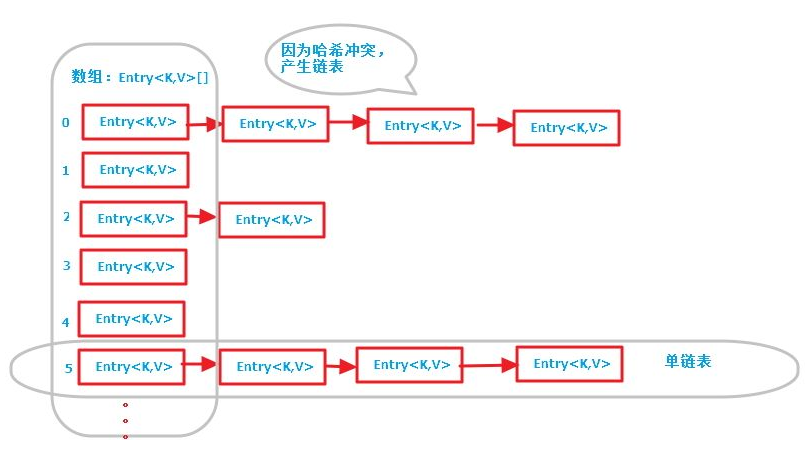 因为哈希冲突，
产生链表
数组：Entry<K,V>[]
0 Entry<K,V> Entry<K,V> Entry<K,V> Entry<K,V>
1 Entry<K,V>
2 Entry<K,V> Entry<K,V>
3 Entry<K,V>
4 Entry<K,V>
5 Entry<K,V> Entry<K,V> Entry<K,V> Entry<K,V> 单链表